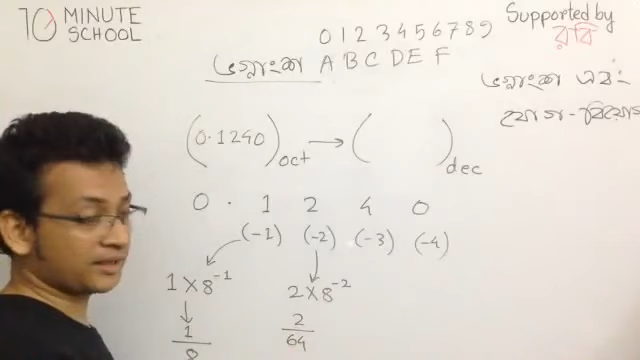 10 MINUTE SCHOOL
Supported by
রবি
0 1 2 3 4 5 6 7 8 9
A B C D E F
ভগ্নাংশ
ভগ্নাংশ এবং
যোগ-বিয়োগ
(0.1240)oct → ( )dec
0 . 1 2 4 0
(-1) (-2) (-3) (-4)
1 × 8^-1
2 × 8^-2
1/8
2/64